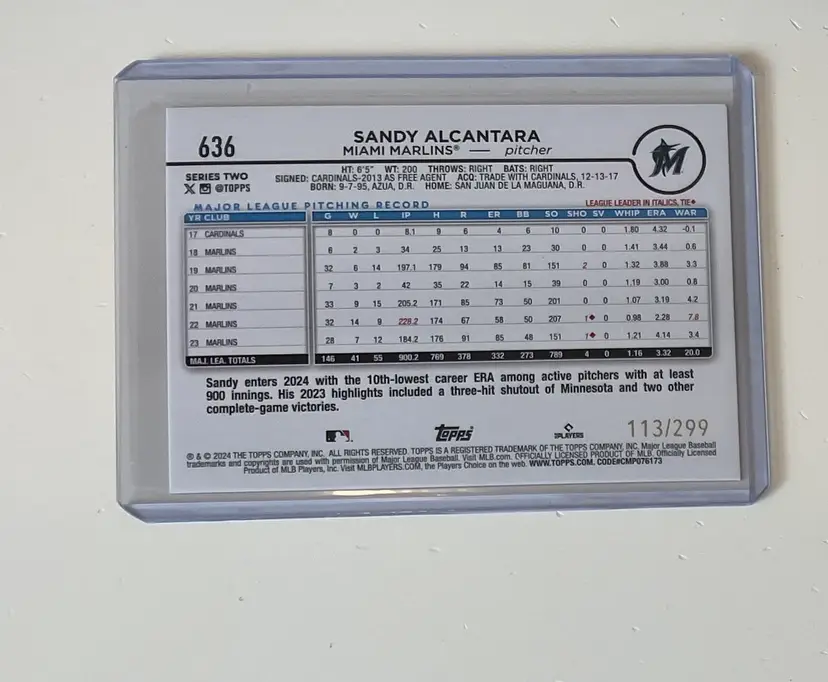 636
SANDY ALCANTARA
MIAMI MARLINS® — pitcher
M
SERIES TWO
X @TOPPS
HT: 6'5" WT: 200 THROWS: RIGHT BATS: RIGHT
SIGNED: CARDINALS-2013 AS FREE AGENT ACQ: TRADE WITH CARDINALS, 12-13-17
BORN: 9-7-95, AZUA, D.R. HOME: SAN JUAN DE LA MAGUANA, D.R.
MAJOR LEAGUE PITCHING RECORD LEAGUE LEADER IN ITALICS, TIE◆
YR CLUB G W L IP H R ER BB SO SHO SV WHIP ERA WAR
17 CARDINALS 8 0 0 8.1 9 6 4 6 10 0 0 1.80 4.32 -0.1
18 MARLINS 6 2 3 34 25 13 13 23 30 0 0 1.41 3.44 0.6
19 MARLINS 32 6 14 197.1 179 94 85 81 151 2 0 1.32 3.88 3.3
20 MARLINS 7 3 2 42 35 22 14 15 39 0 0 1.19 3.00 0.8
21 MARLINS 33 9 15 205.2 171 85 73 50 201 0 0 1.07 3.19 4.2
22 MARLINS 32 14 9 228.2 174 67 58 50 207 1◆ 0 0.98 2.28 7.8
23 MARLINS 28 7 12 184.2 176 91 85 48 151 1◆ 0 1.21 4.14 3.4
MAJ. LEA. TOTALS 146 41 55 900.2 769 378 332 273 789 4 0 1.16 3.32 20.0
Sandy enters 2024 with the 10th-lowest career ERA among active pitchers with at least
900 innings. His 2023 highlights included a three-hit shutout of Minnesota and two other
complete-game victories.
Topps PLAYERS 113/299
® & © 2024 THE TOPPS COMPANY, INC. ALL RIGHTS RESERVED. TOPPS IS A REGISTERED TRADEMARK OF THE TOPPS COMPANY, INC. Major League Baseball
trademarks and copyrights are used with permission of Major League Baseball. Visit MLB.com. OFFICIALLY LICENSED PRODUCT OF MLB. Officially Licensed
Product of MLB Players, Inc. Visit MLBPLAYERS.COM, the Players Choice on the web. WWW.TOPPS.COM. CODE#CMP076173